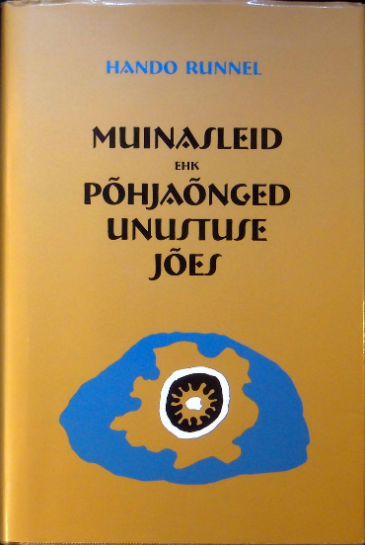 HANDO RUNNEL
MUINASLEID
EHK
PÕHJAÕNGED
UNUSTUSE
JÕES